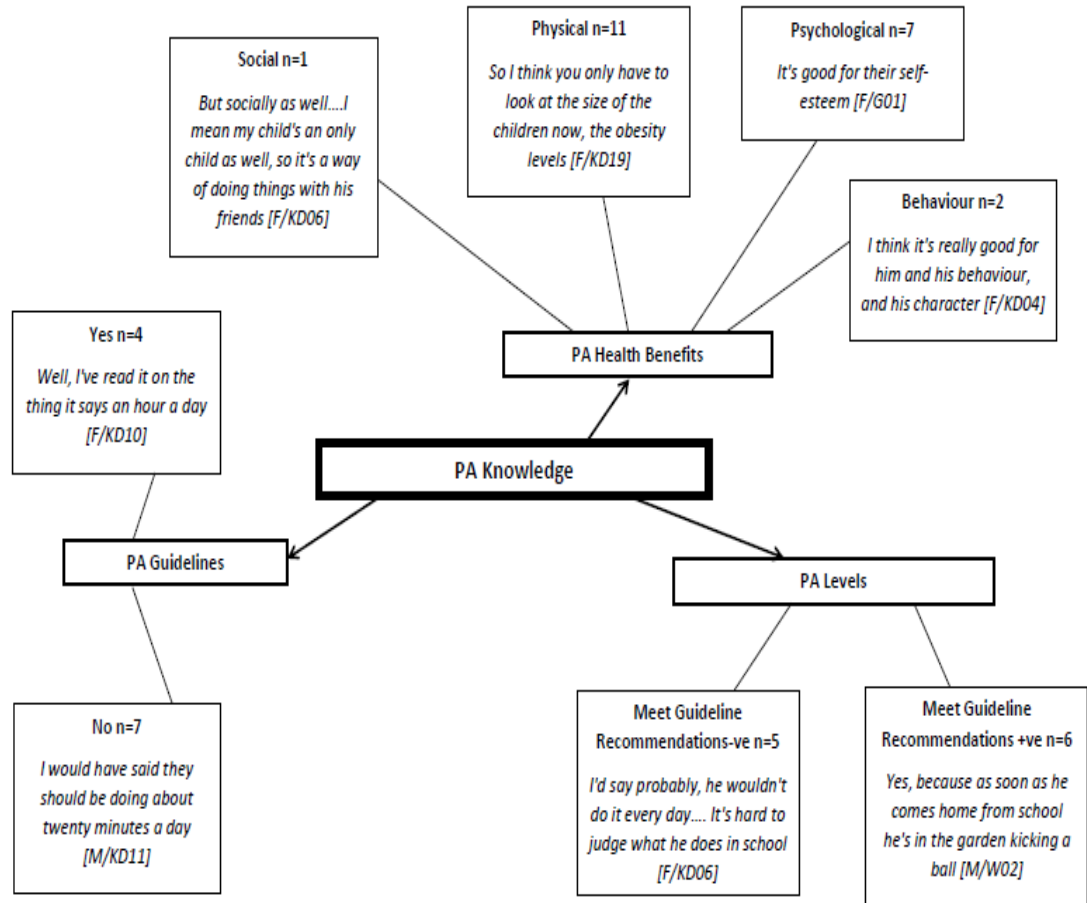 Physical n=11
So I think you only have to
look at the size of the
children now, the obesity
levels [F/KD19]
Psychological n=7
It's good for their self-
esteem [F/G01]
Social n=1
But socially as well....I
mean my child's an only
child as well, so it's a way
of doing things with his
friends [F/KD06]
Behaviour n=2
I think it's really good for
him and his behaviour,
and his character [F/KD04]
PA Health Benefits
Yes n=4
Well, I've read it on the
thing it says an hour a day
[F/KD10]
PA Knowledge
PA Guidelines
PA Levels
No n=7
I would have said they
should be doing about
twenty minutes a day
[M/KD11]
Meet Guideline
Recommendations-ve n=5
I'd say probably, he wouldn't
do it every day.... It's hard to
judge what he does in school
[F/KD06]
Meet Guideline
Recommendations +ve n=6
Yes, because as soon as he
comes home from school
he's in the garden kicking a
ball [M/W02]